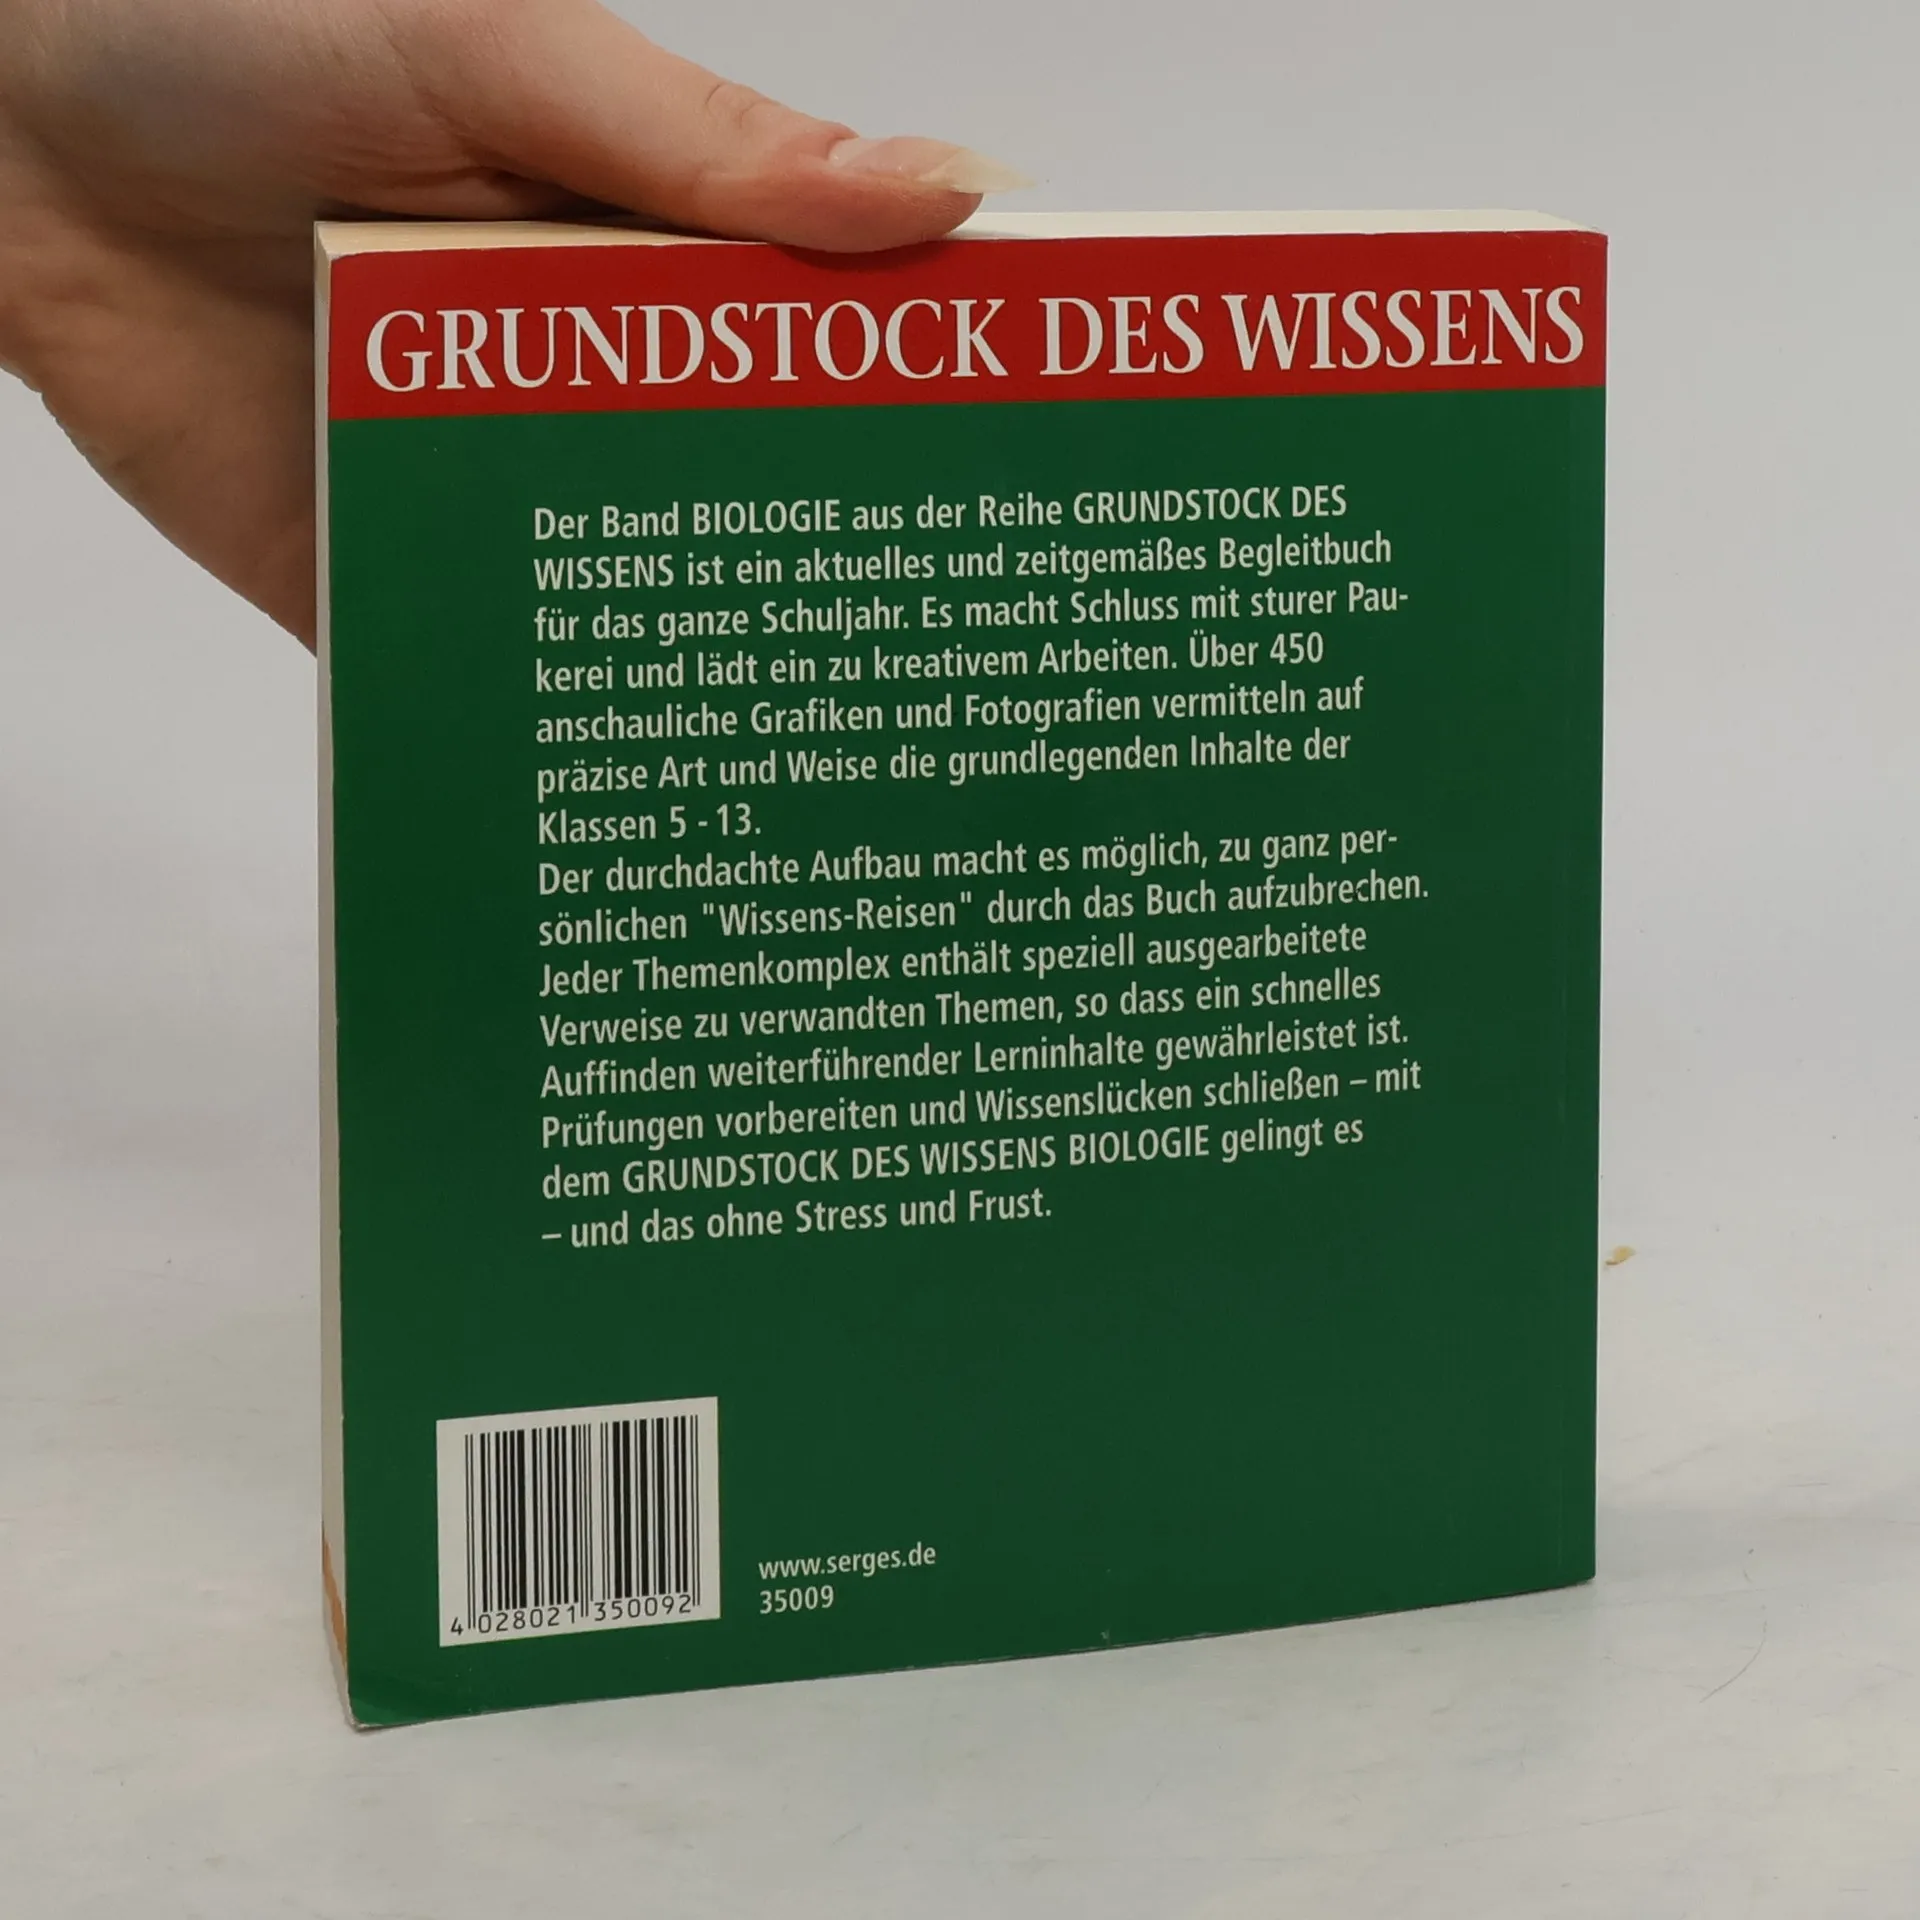 GRUNDSTOCK DES WISSENS
Der Band BIOLOGIE aus der Reihe GRUNDSTOCK DES
WISSENS ist ein aktuelles und zeitgemäßes Begleitbuch
für das ganze Schuljahr. Es macht Schluss mit sturer Pau-
kerei und lädt ein zu kreativem Arbeiten. Über 450
anschauliche Grafiken und Fotografien vermitteln auf
präzise Art und Weise die grundlegenden Inhalte der
Klassen 5 - 13.
Der durchdachte Aufbau macht es möglich, zu ganz per-
sönlichen "Wissens-Reisen" durch das Buch aufzubrechen.
Jeder Themenkomplex enthält speziell ausgearbeitete
Verweise zu verwandten Themen, so dass ein schnelles
Auffinden weiterführender Lerninhalte gewährleistet ist.
Prüfungen vorbereiten und Wissenslücken schließen – mit
dem GRUNDSTOCK DES WISSENS BIOLOGIE gelingt es
– und das ohne Stress und Frust.
www.serges.de
35009
4 028021 350092